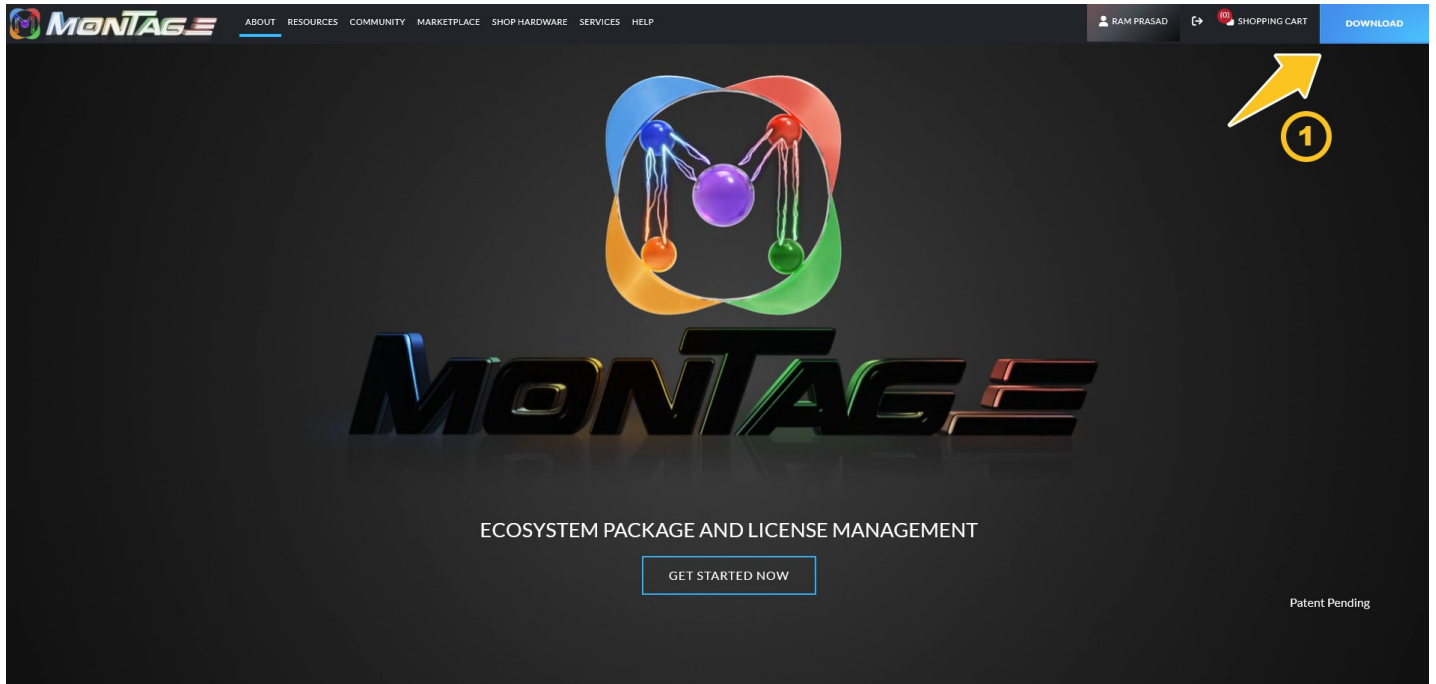 MONTAGE
ABOUT RESOURCES COMMUNITY MARKETPLACE SHOP HARDWARE SERVICES HELP
RAM PRASAD
(0) SHOPPING CART
DOWNLOAD
1
MONTAGE
ECOSYSTEM PACKAGE AND LICENSE MANAGEMENT
GET STARTED NOW
Patent Pending